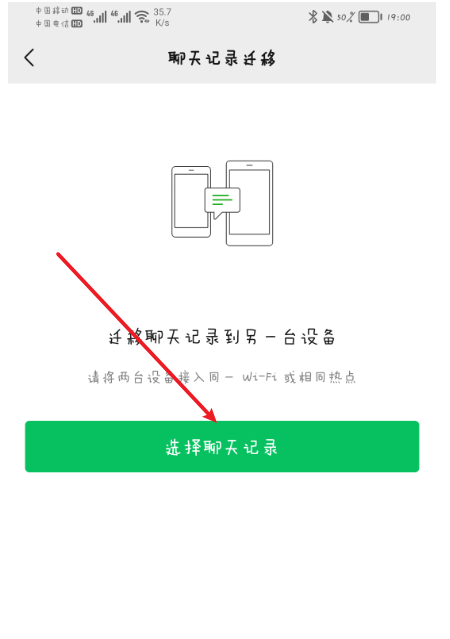 中国移动 HD 4G 4G 35.7 50% 19:00
中国电信 HD K/s
聊天记录迁移
迁移聊天记录到另一台设备
请将两台设备接入同一 Wi-Fi 或相同热点
选择聊天记录